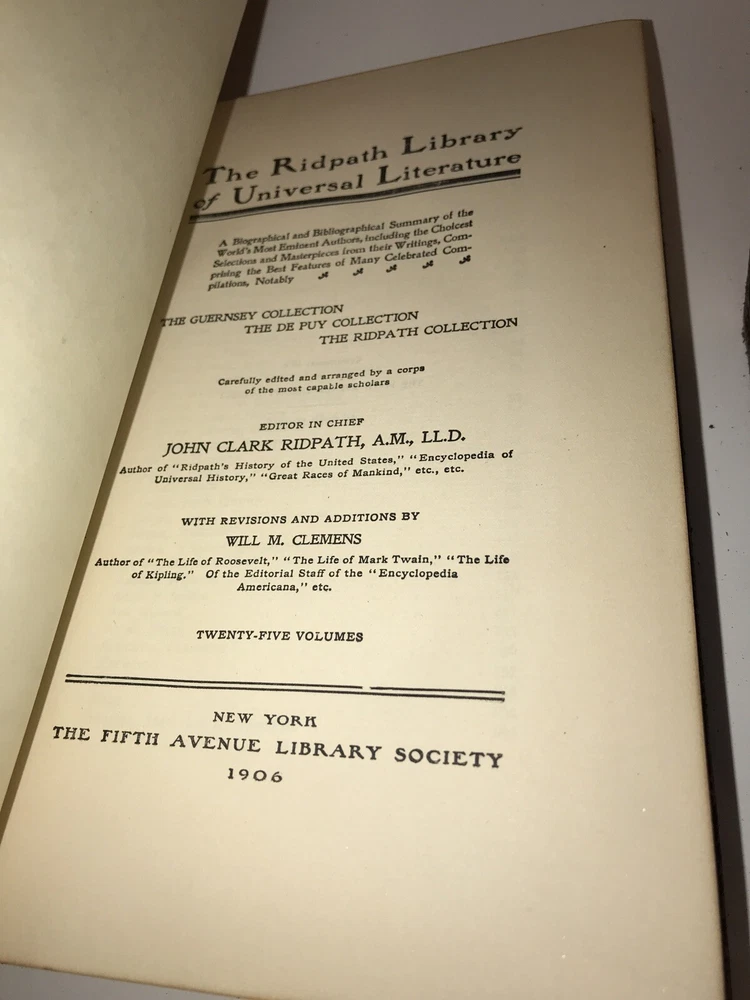 The Ridpath Library
of Universal Literature
A Biographical and Bibliographical Summary of the
World's Most Eminent Authors, including the Choicest
Selections and Masterpieces from their Writings, Com-
prising the Best Features of Many Celebrated Com-
pilations, Notably
THE GUERNSEY COLLECTION
THE DE PUY COLLECTION
THE RIDPATH COLLECTION
Carefully edited and arranged by a corps
of the most capable scholars
EDITOR IN CHIEF
JOHN CLARK RIDPATH, A.M., LL.D.
Author of "Ridpath's History of the United States," "Encyclopedia of
Universal History," "Great Races of Mankind," etc., etc.
WITH REVISIONS AND ADDITIONS BY
WILL M. CLEMENS
Author of "The Life of Roosevelt," "The Life of Mark Twain," "The Life
of Kipling." Of the Editorial Staff of the "Encyclopedia
Americana," etc.
TWENTY-FIVE VOLUMES
NEW YORK
THE FIFTH AVENUE LIBRARY SOCIETY
1906